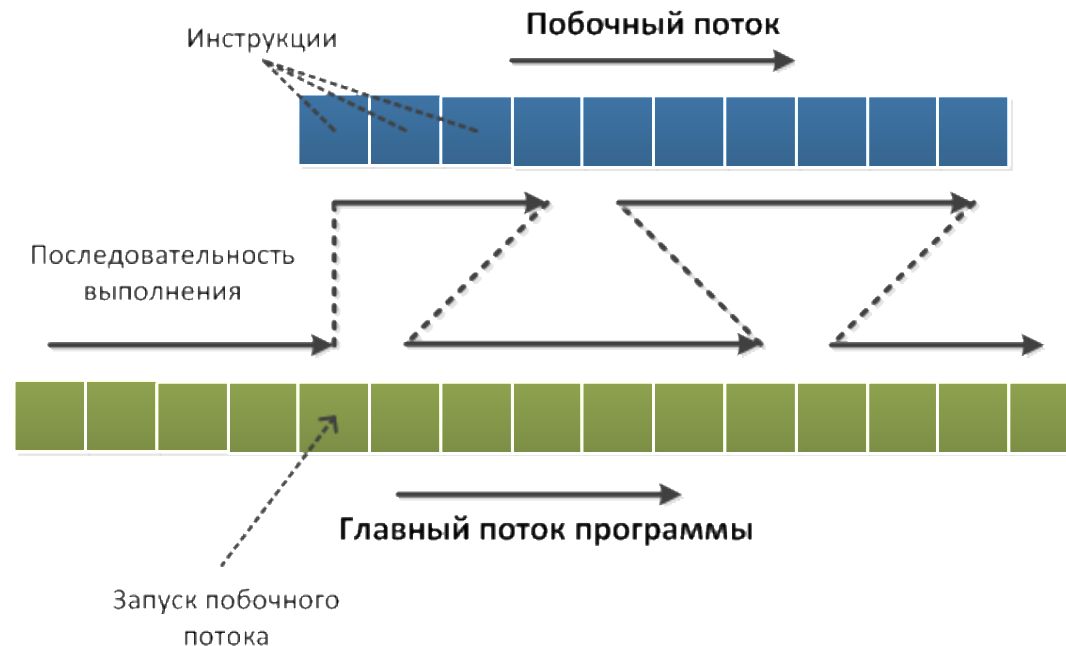 Побочный поток
Инструкции
Последовательность
выполнения
Главный поток программы
Запуск побочного
потока